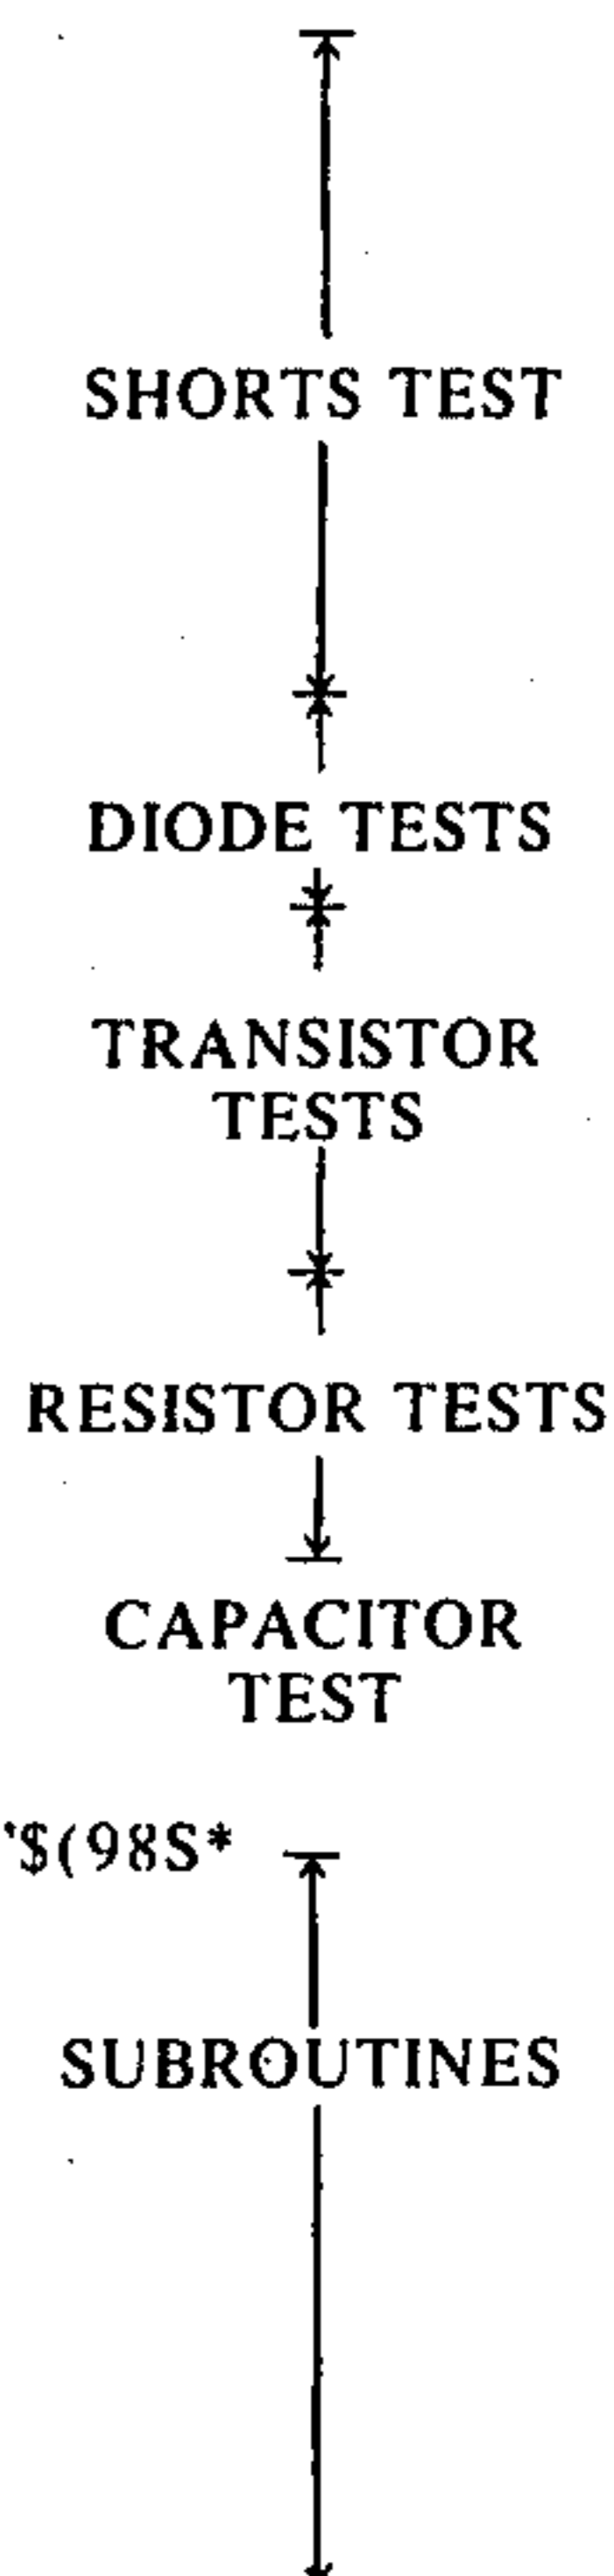 SHORTS TEST
DIODE TESTS
TRANSISTOR
TESTS
RESISTOR TESTS
CAPACITOR
TEST
'$(98S*
SUBROUTINES